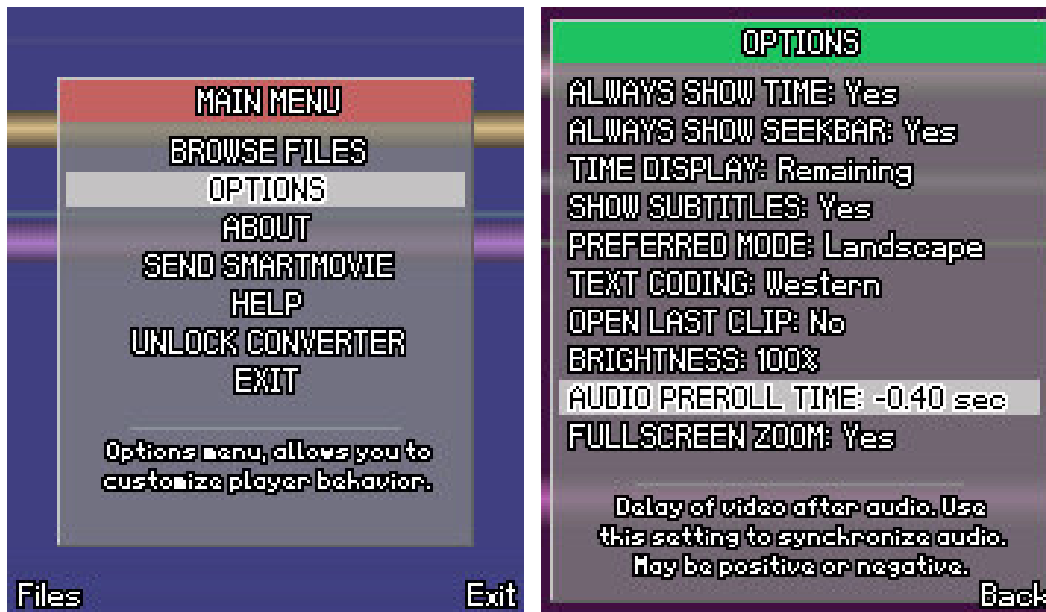 MAIN MENU
BROWSE FILES
OPTIONS
ABOUT
SEND SMARTMOVIE
HELP
UNLOCK CONVERTER
EXIT
Options menu, allows you to
customize player behavior.
Files
Exit
OPTIONS
ALWAYS SHOW TIME: Yes
ALWAYS SHOW SEEKBAR: Yes
TIME DISPLAY: Remaining
SHOW SUBTITLES: Yes
PREFERRED MODE: Landscape
TEXT CODING: Western
OPEN LAST CLIP: No
BRIGHTNESS: 100%
AUDIO PREROLL TIME: -0.40 sec
FULLSCREEN ZOOM: Yes
Delay of video after audio. Use
this setting to synchronize audio.
May be positive or negative.
Back